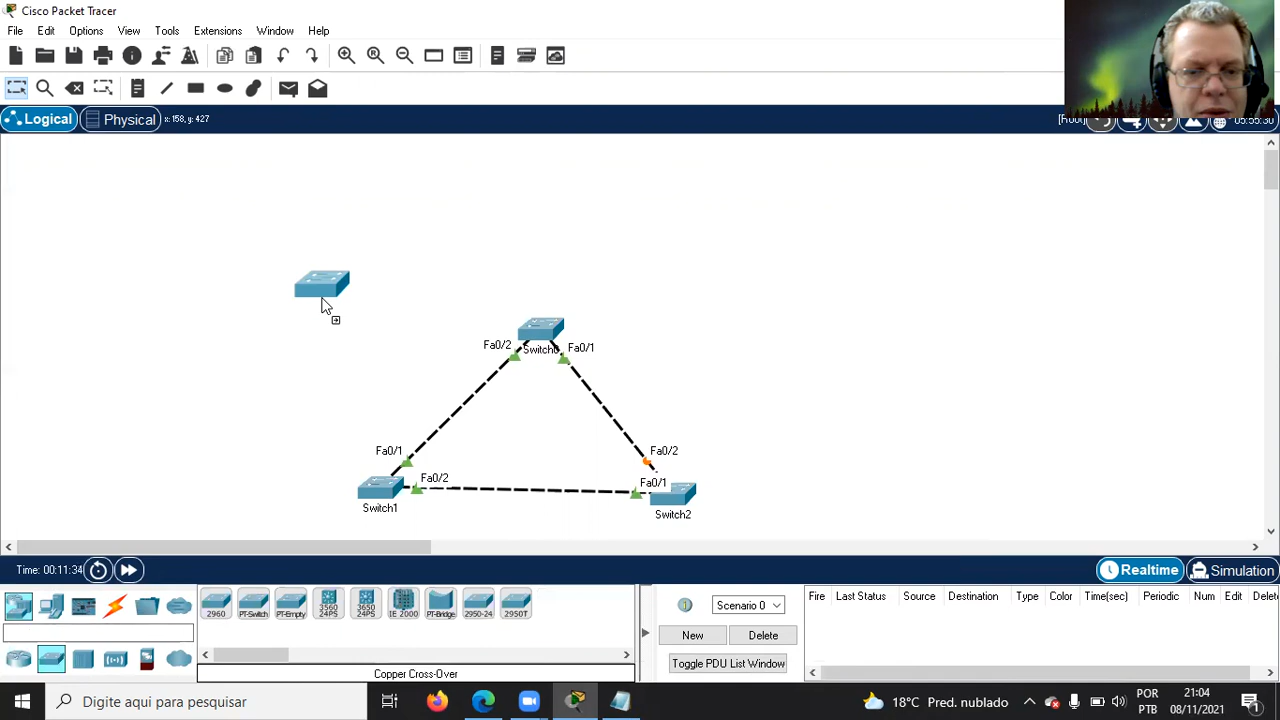 Cisco Packet Tracer
File Edit Options View Tools Extensions Window Help
Logical Physical x: 158, y: 427 05:55:30
Fa0/2 Switch0 Fa0/1
Fa0/1 Fa0/2
Fa0/2 Fa0/1
Switch1 Switch2
Time: 00:11:34 Realtime Simulation
2960 PT-Switch PT-Empty 3560 24PS 3650 24PS IE 2000 PT-Bridge 2950-24 2950T
Scenario 0
Fire Last Status Source Destination Type Color Time(sec) Periodic Num Edit Delete
New Delete
Toggle PDU List Window
Copper Cross-Over
Digite aqui para pesquisar
18°C Pred. nublado
POR
PTB
21:04
08/11/2021